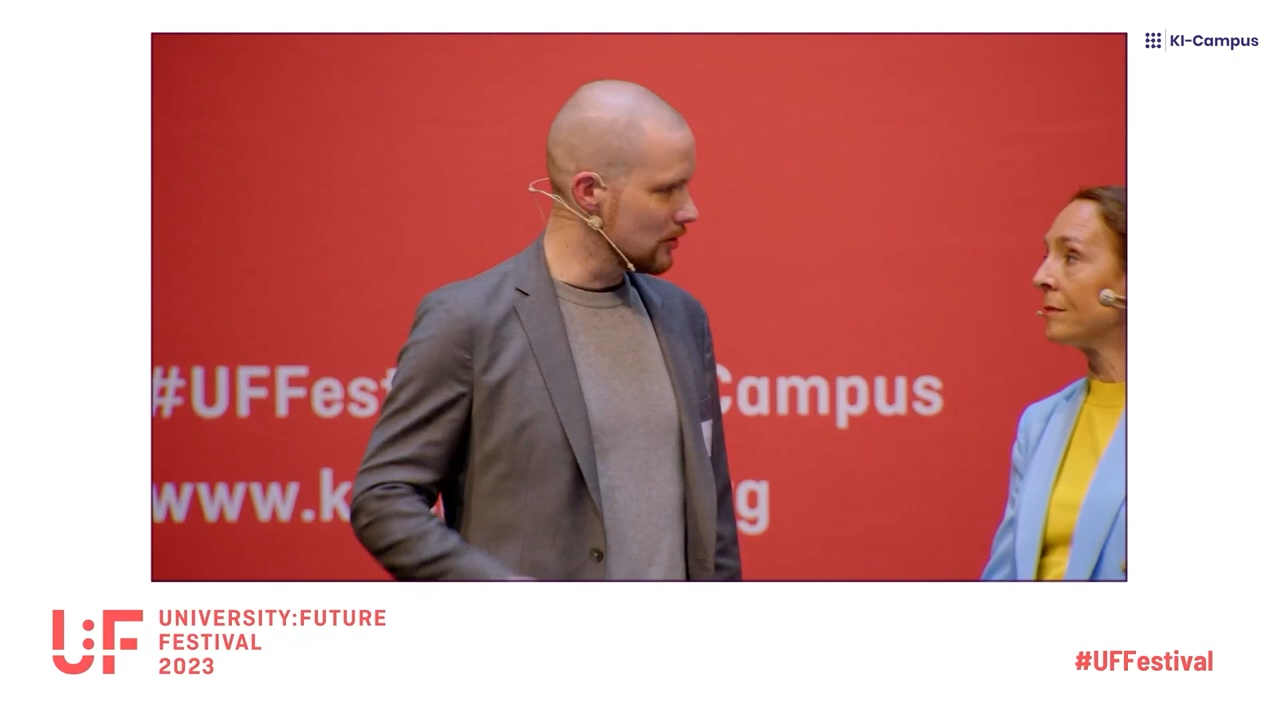 KI-Campus
#UFFest Campus
www.k g
U:F UNIVERSITY:FUTURE
FESTIVAL
2023
#UFFestival